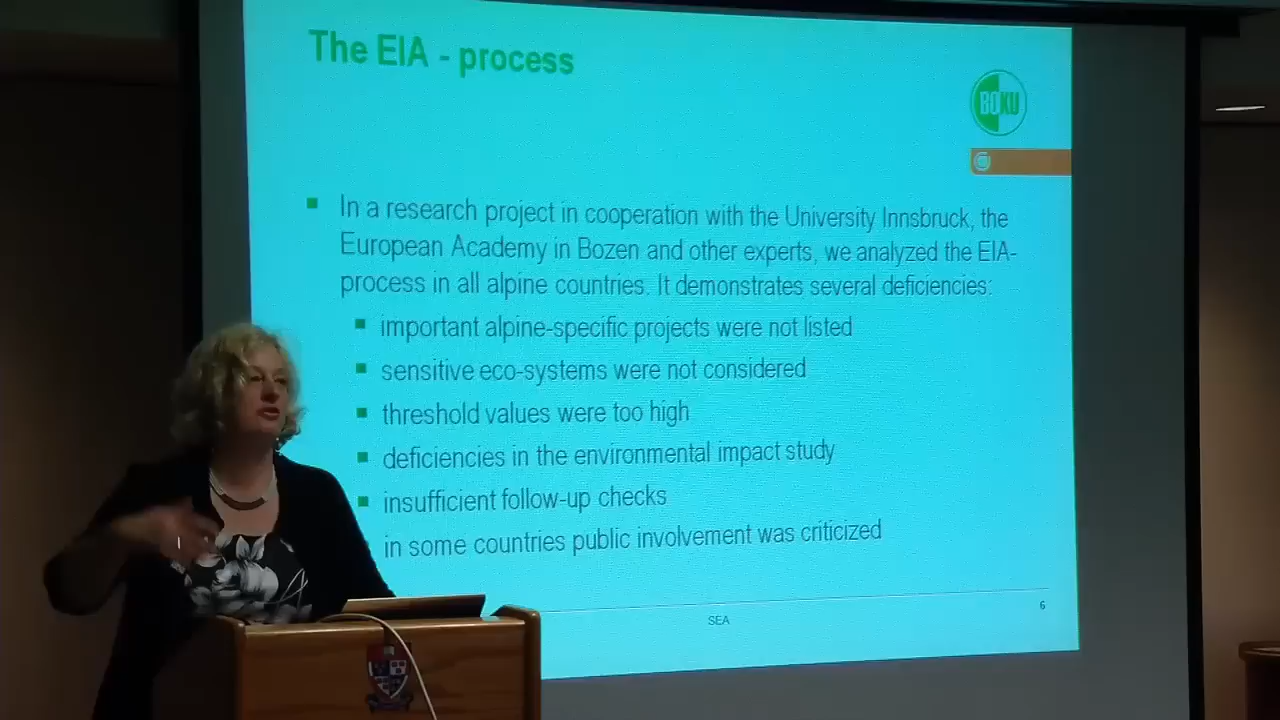 The EIA - process
BOKU
In a research project in cooperation with the University Innsbruck, the
European Academy in Bozen and other experts, we analyzed the EIA-
process in all alpine countries. It demonstrates several deficiencies:
important alpine-specific projects were not listed
sensitive eco-systems were not considered
threshold values were too high
deficiencies in the environmental impact study
insufficient follow-up checks
in some countries public involvement was criticized
SEA
6